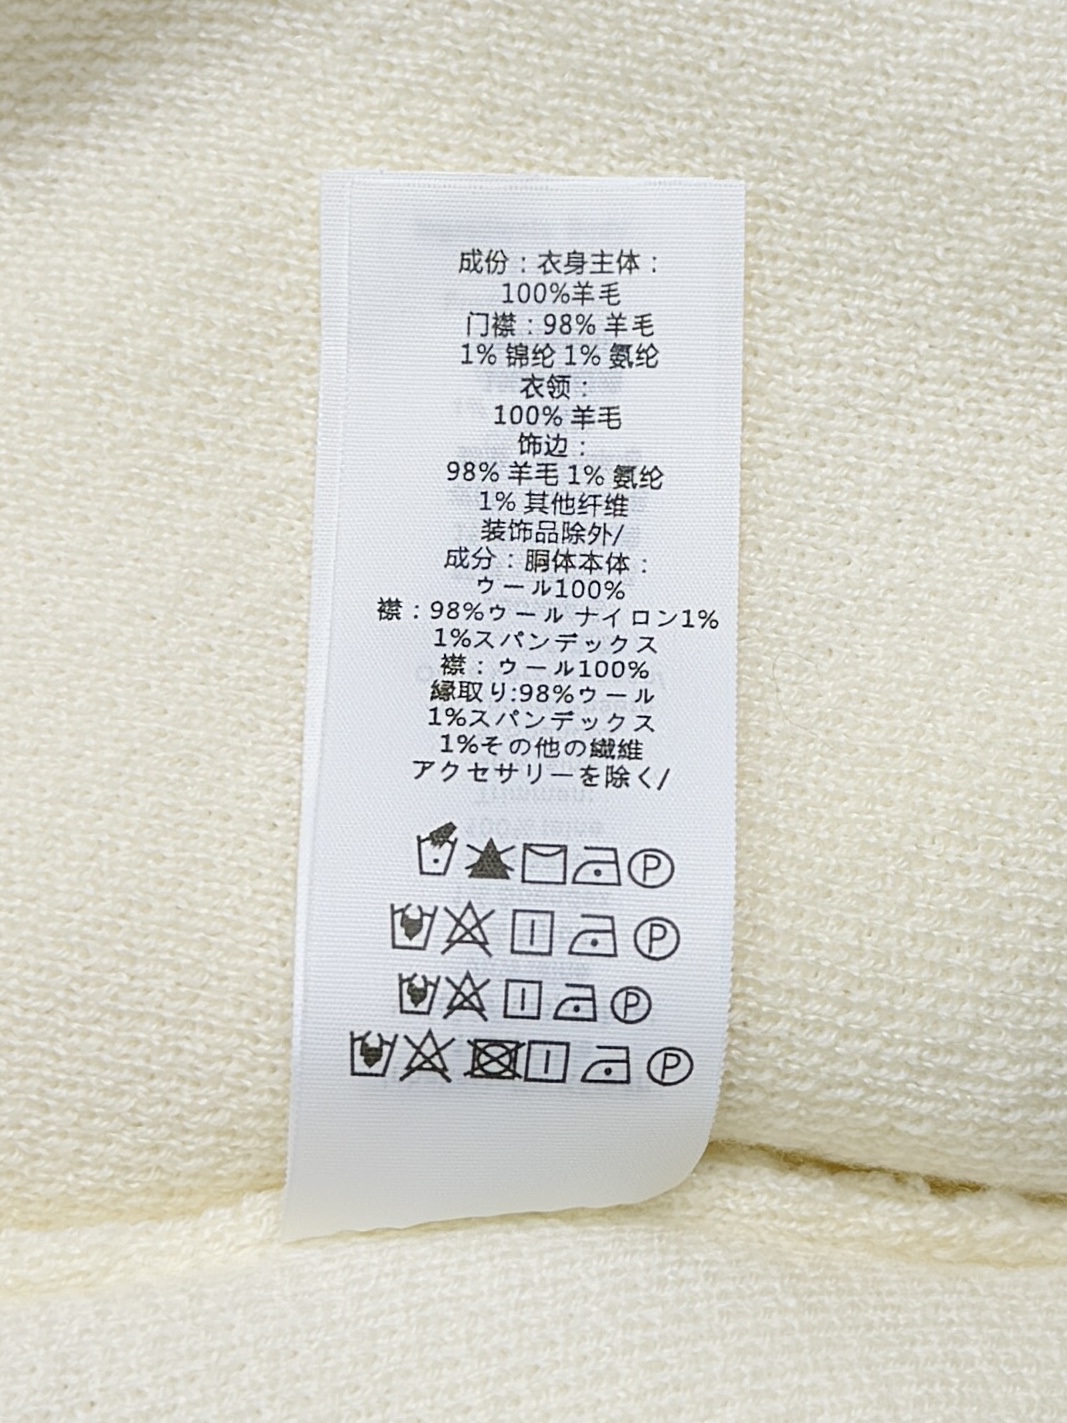 成份：衣身主体：
100%羊毛
门襟：98% 羊毛
1% 锦纶 1% 氨纶
衣领：
100% 羊毛
饰边：
98% 羊毛 1% 氨纶
1% 其他纤维
装饰品除外/
成分：胴体本体：
ウール100%
襟：98%ウール ナイロン1%
1%スパンデックス
襟：ウール100%
縁取り:98%ウール
1%スパンデックス
1%その他の繊維
アクセサリーを除く/
P
P
P
P